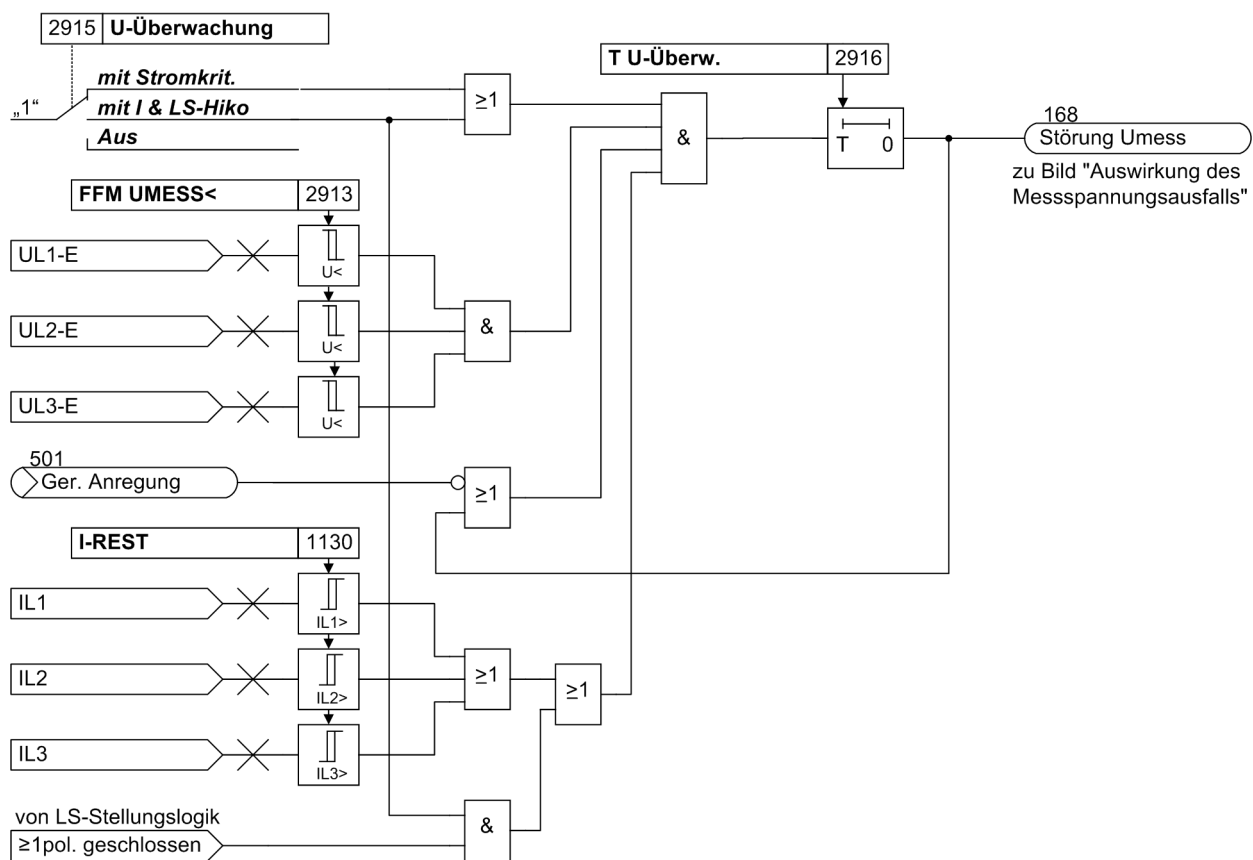 2915 U-Überwachung
mit Stromkrit.
„1“ mit I & LS-Hiko
Aus
≥1
T U-Überw. 2916
&
T 0
168
Störung Umess
zu Bild "Auswirkung des
Messspannungsausfalls"
FFM UMESS< 2913
UL1-E
U<
UL2-E
U<
&
UL3-E
U<
501
Ger. Anregung
≥1
I-REST 1130
IL1
IL1>
IL2
IL2>
≥1
≥1
IL3
IL3>
von LS-Stellungslogik
≥1pol. geschlossen
&